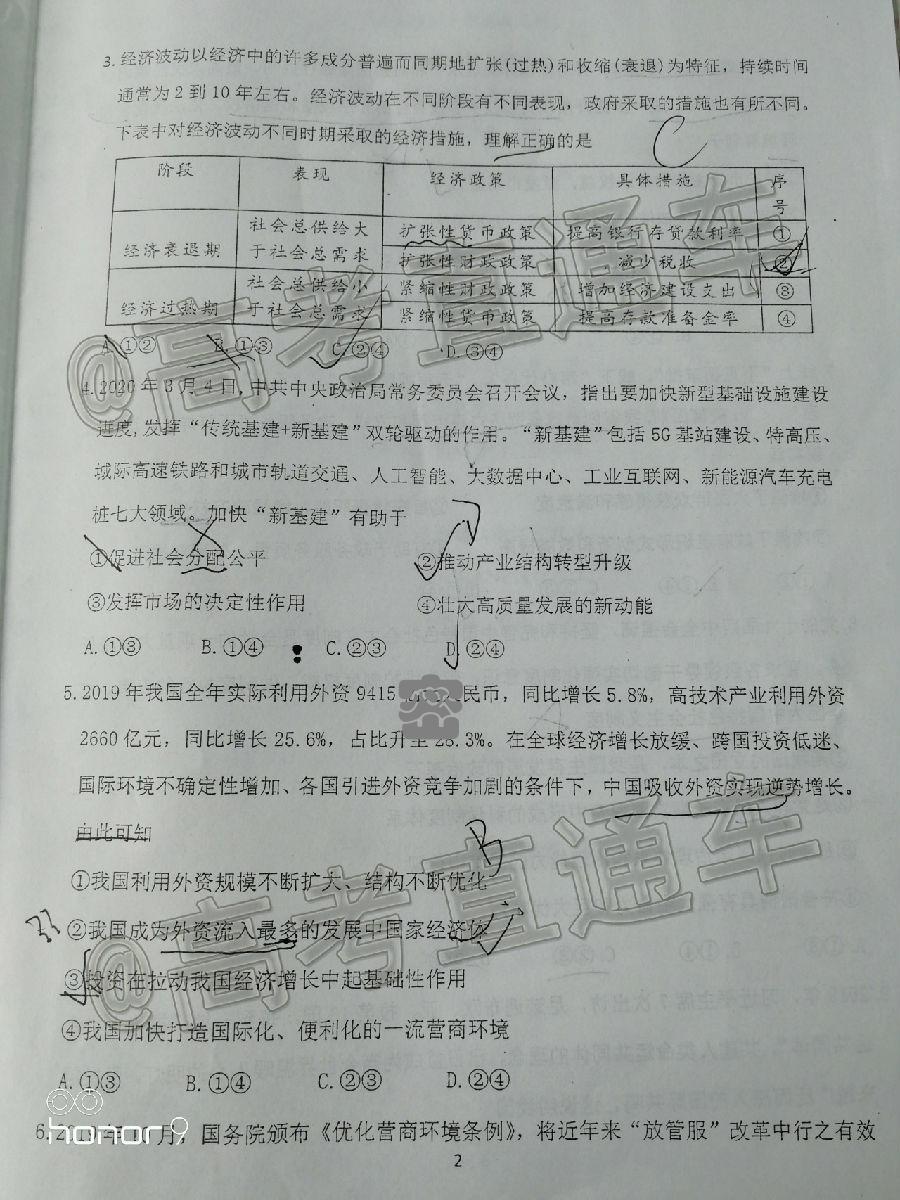 3. 经济波动以经济中的许多成分普遍而同期地扩张(过热)和收缩(衰退)为特征，持续时间
通常为2到10年左右。经济波动在不同阶段有不同表现，政府采取的措施也有所不同。
下表中对经济波动不同时期采取的经济措施，理解正确的是
C
阶段 表现 经济政策 具体措施 序号
经济衰退期 社会总供给大于社会总需求 扩张性货币政策 提高银行存贷款利率 ①
扩张性财政政策 减少税收 ②
经济过热期 社会总供给小于社会总需求 紧缩性财政政策 增加经济建设支出 ③
紧缩性货币政策 提高存款准备金率 ④
A.①② B.①③ C.②④ D.③④
4.2020年3月4日，中共中央政治局常务委员会召开会议，指出要加快新型基础设施建设
进度，发挥“传统基建+新基建”双轮驱动的作用。“新基建”包括5G基站建设、特高压、
城际高速铁路和城市轨道交通、人工智能、大数据中心、工业互联网、新能源汽车充电
桩七大领域。加快“新基建”有助于
①促进社会分配公平 ②推动产业结构转型升级
③发挥市场的决定性作用 ④壮大高质量发展的新动能
A.①③ B.①④ C.②③ D.②④
5.2019年我国全年实际利用外资9415 民币，同比增长5.8%，高技术产业利用外资
2660亿元，同比增长25.6%，占比升至28.3%。在全球经济增长放缓、跨国投资低迷、
国际环境不确定性增加、各国引进外资竞争加剧的条件下，中国吸收外资实现逆势增长。
由此可知
B
①我国利用外资规模不断扩大、结构不断优化
②我国成为外资流入最多的发展中国家经济体
③投资在拉动我国经济增长中起基础性作用
④我国加快打造国际化、便利化的一流营商环境
A.①③ B.①④ C.②③ D.②④
6.2019年10月，国务院颁布《优化营商环境条例》，将近年来“放管服”改革中行之有效
2
@高考直通车
@高考直通车
honor 9